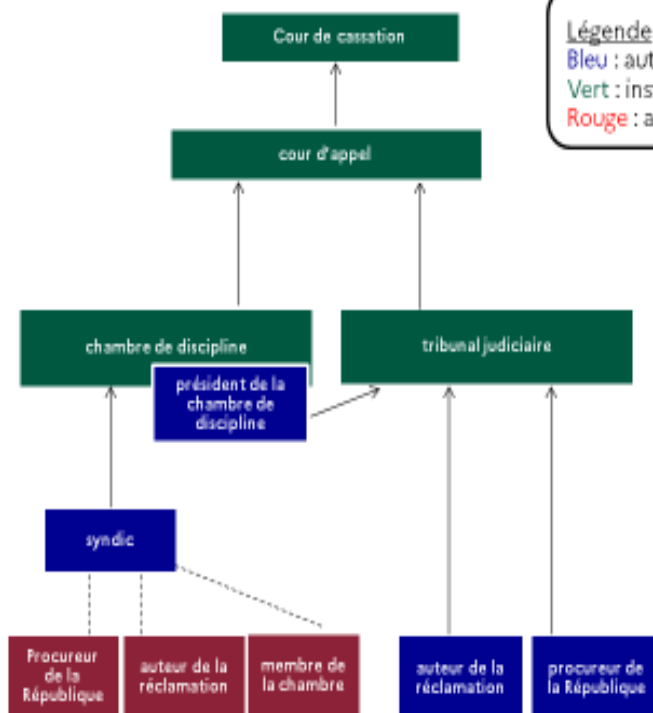 Cour de cassation
Légende
Bleu : aut
Vert : ins
Rouge : a
cour d'appel
chambre de discipline
tribunal judiciaire
président de la
chambre de
discipline
syndic
Procureur
de la
République
auteur de la
réclamation
membre de
la chambre
auteur de la
réclamation
procureur de
la République